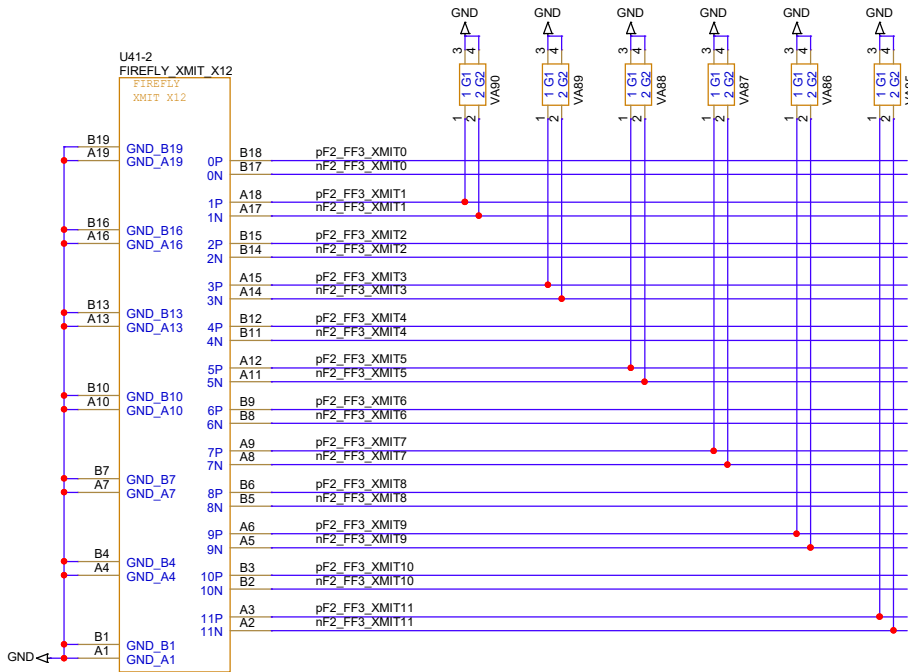 GND GND GND GND GND GND
3 4 3 4 3 4 3 4 3 4 3 4
1 G1 1 G1 1 G1 1 G1 1 G1 1 G1
2 G2 2 G2 2 G2 2 G2 2 G2 2 G2
VA90 VA89 VA88 VA87 VA86
1 2 1 2 1 2 1 2 1 2 1 2
U41-2
FIREFLY_XMIT_X12
FIREFLY
XMIT X12
B19 GND_B19
A19 GND_A19
0P B18 pF2_FF3_XMIT0
0N B17 nF2_FF3_XMIT0
1P A18 pF2_FF3_XMIT1
1N A17 nF2_FF3_XMIT1
B16 GND_B16
A16 GND_A16
2P B15 pF2_FF3_XMIT2
2N B14 nF2_FF3_XMIT2
3P A15 pF2_FF3_XMIT3
3N A14 nF2_FF3_XMIT3
B13 GND_B13
A13 GND_A13
4P B12 pF2_FF3_XMIT4
4N B11 nF2_FF3_XMIT4
5P A12 pF2_FF3_XMIT5
5N A11 nF2_FF3_XMIT5
B10 GND_B10
A10 GND_A10
6P B9 pF2_FF3_XMIT6
6N B8 nF2_FF3_XMIT6
7P A9 pF2_FF3_XMIT7
7N A8 nF2_FF3_XMIT7
B7 GND_B7
A7 GND_A7
8P B6 pF2_FF3_XMIT8
8N B5 nF2_FF3_XMIT8
9P A6 pF2_FF3_XMIT9
9N A5 nF2_FF3_XMIT9
B4 GND_B4
A4 GND_A4
10P B3 pF2_FF3_XMIT10
10N B2 nF2_FF3_XMIT10
11P A3 pF2_FF3_XMIT11
11N A2 nF2_FF3_XMIT11
B1 GND_B1
GND A1 GND_A1